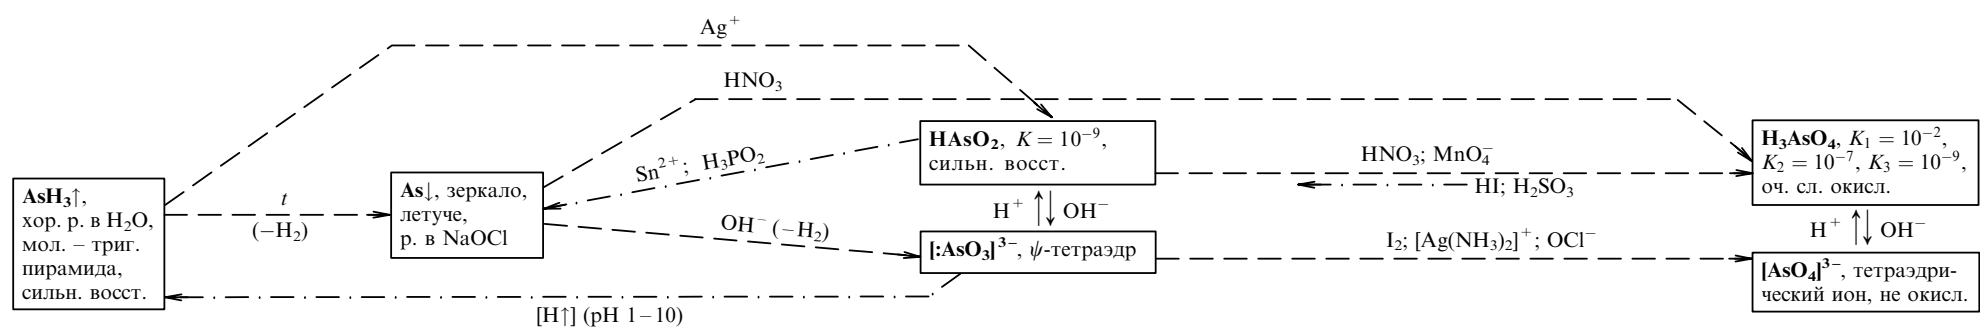 Ag⁺
HNO₃
HAsO₂, K = 10⁻⁹,
сильн. восст.
H₃AsO₄, K₁ = 10⁻²,
K₂ = 10⁻⁷, K₃ = 10⁻⁹,
оч. сл. окисл.
HNO₃; MnO₄⁻
HI; H₂SO₃
Sn²⁺; H₃PO₂
AsH₃↑,
хор. р. в H₂O,
мол. – триг.
пирамида,
сильн. восст.
t
(−H₂)
As↓, зеркало,
летуче,
р. в NaOCl
H⁺ OH⁻
H⁺ OH⁻
OH⁻ (−H₂)
[:AsO₃]³⁻, ψ-тетраэдр
I₂; [Ag(NH₃)₂]⁺; OCl⁻
[AsO₄]³⁻, тетраэдри-
ческий ион, не окисл.
[H↑] (pH 1–10)